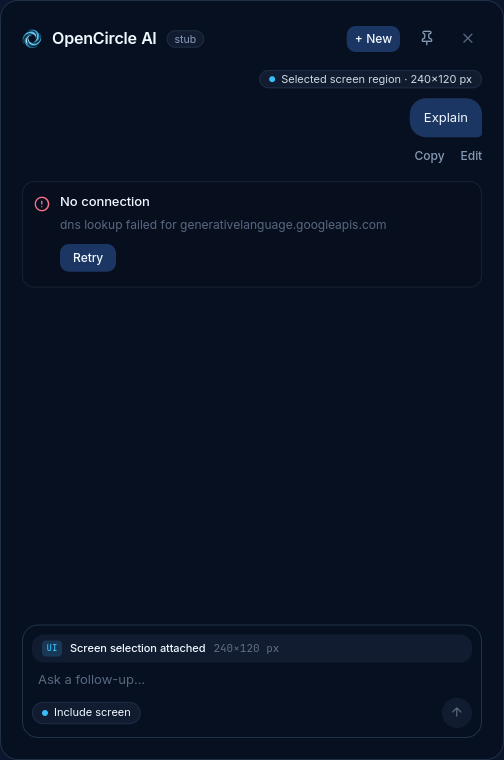 OpenCircle AI stub + New
Selected screen region · 240×120 px
Explain
Copy Edit
No connection
dns lookup failed for generativelanguage.googleapis.com
Retry
UI Screen selection attached 240×120 px
Ask a follow-up...
Include screen